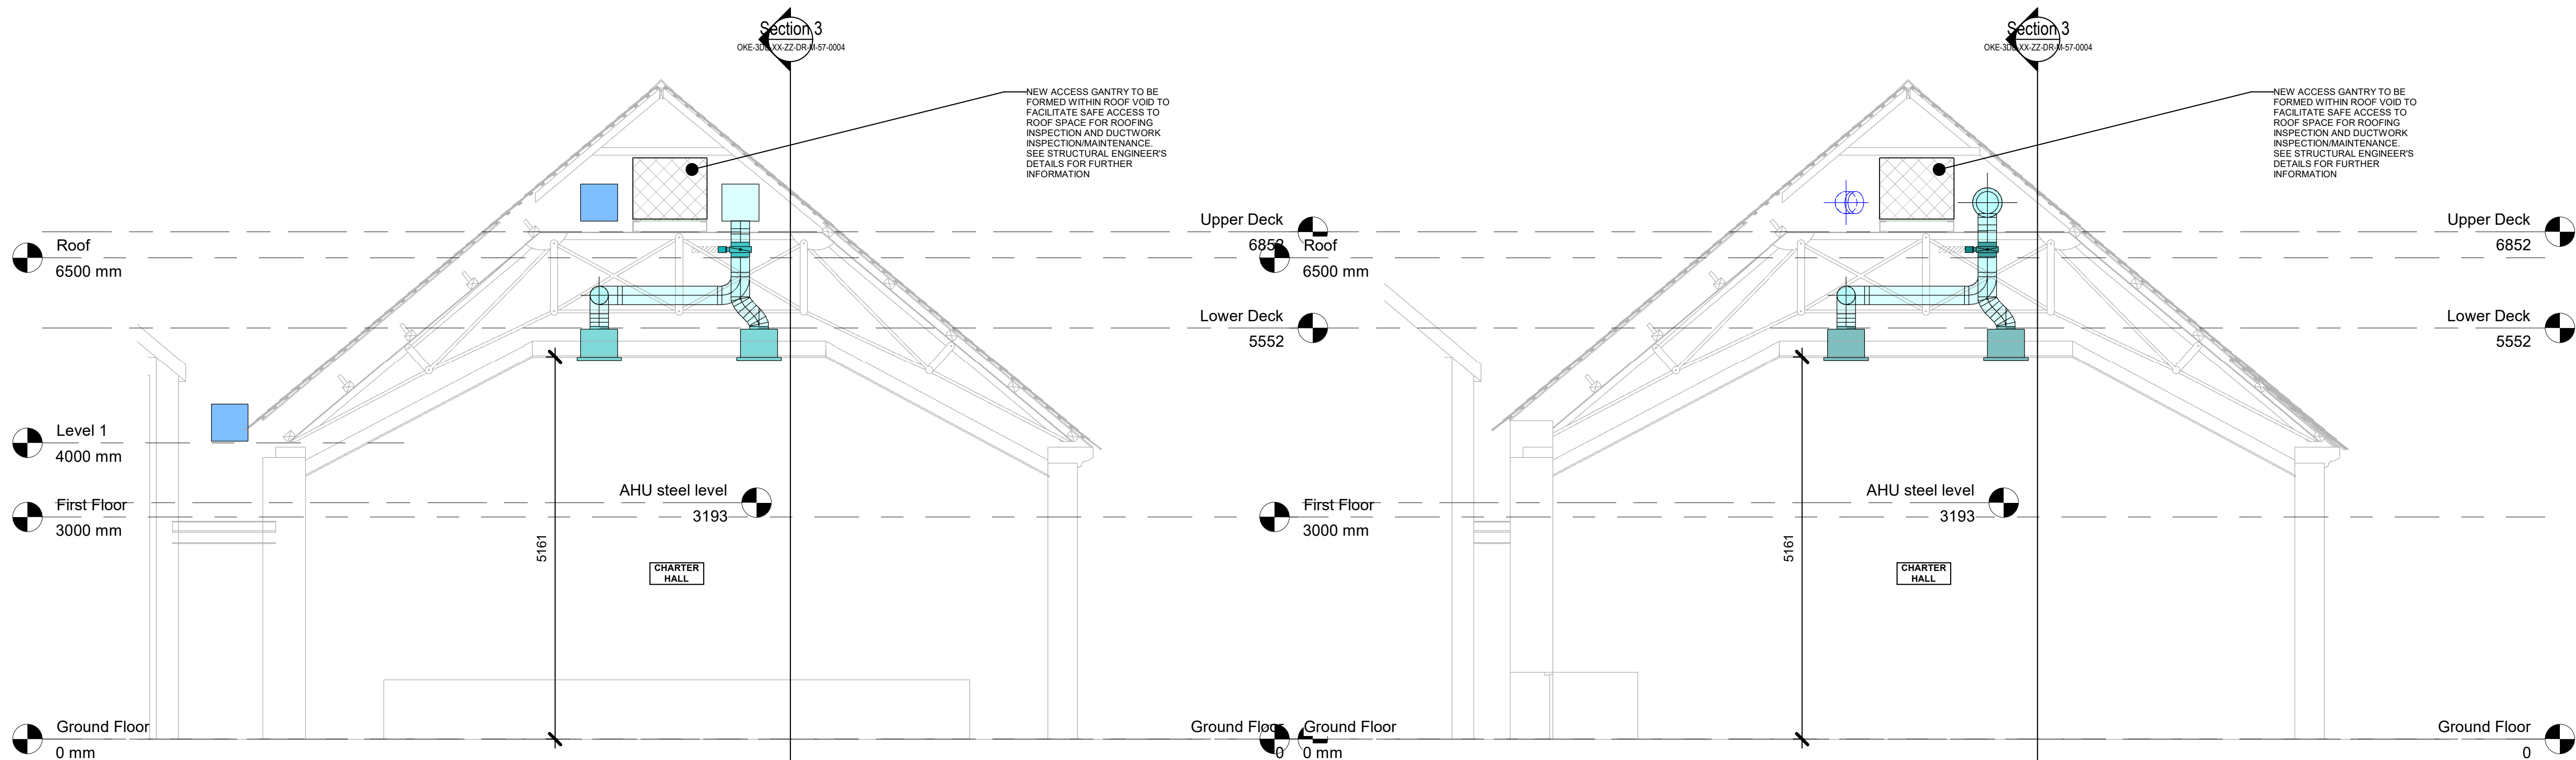 Section 3
OKE-3DD-XX-ZZ-DR-M-57-0004
NEW ACCESS GANTRY TO BE
FORMED WITHIN ROOF VOID TO
FACILITATE SAFE ACCESS TO
ROOF SPACE FOR ROOFING
INSPECTION AND DUCTWORK
INSPECTION/MAINTENANCE.
SEE STRUCTURAL ENGINEER'S
DETAILS FOR FURTHER
INFORMATION
Upper Deck
6852
Roof
6500 mm
Lower Deck
5552
Level 1
4000 mm
AHU steel level
3193
First Floor
3000 mm
5161
CHARTER
HALL
Ground Floor
0 mm
Ground Floor
0
Section 3
OKE-3DD-XX-ZZ-DR-M-57-0004
NEW ACCESS GANTRY TO BE
FORMED WITHIN ROOF VOID TO
FACILITATE SAFE ACCESS TO
ROOF SPACE FOR ROOFING
INSPECTION AND DUCTWORK
INSPECTION/MAINTENANCE.
SEE STRUCTURAL ENGINEER'S
DETAILS FOR FURTHER
INFORMATION
Upper Deck
6852
Roof
6500 mm
Lower Deck
5552
AHU steel level
3193
First Floor
3000 mm
5161
CHARTER
HALL
Ground Floor
0 mm
Ground Floor
0